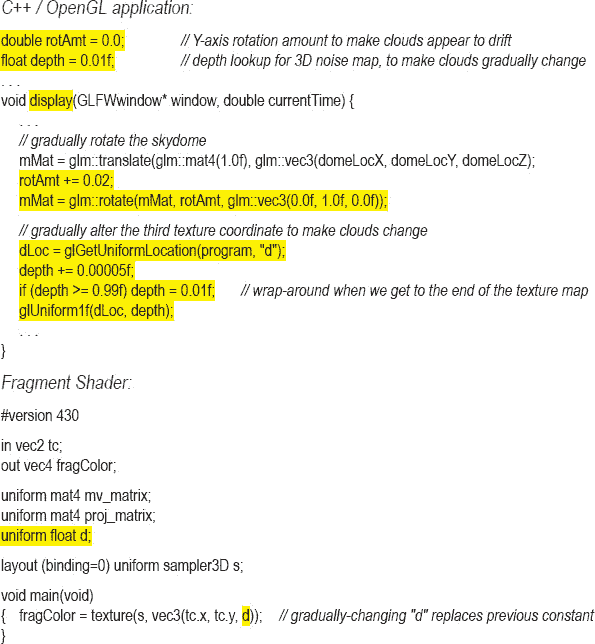 C++ / OpenGL application:
double rotAmt = 0.0; // Y-axis rotation amount to make clouds appear to drift
float depth = 0.01f; // depth lookup for 3D noise map, to make clouds gradually change
. . .
void display(GLFWwindow* window, double currentTime) {
. . .
// gradually rotate the skydome
mMat = glm::translate(glm::mat4(1.0f), glm::vec3(domeLocX, domeLocY, domeLocZ);
rotAmt += 0.02;
mMat = glm::rotate(mMat, rotAmt, glm::vec3(0.0f, 1.0f, 0.0f));
// gradually alter the third texture coordinate to make clouds change
dLoc = glGetUniformLocation(program, "d");
depth += 0.00005f;
if (depth >= 0.99f) depth = 0.01f; // wrap-around when we get to the end of the texture map
glUniform1f(dLoc, depth);
. . .
}
Fragment Shader:
#version 430
in vec2 tc;
out vec4 fragColor;
uniform mat4 mv_matrix;
uniform mat4 proj_matrix;
uniform float d;
layout (binding=0) uniform sampler3D s;
void main(void)
{ fragColor = texture(s, vec3(tc.x, tc.y, d)); // gradually-changing "d" replaces previous constant
}